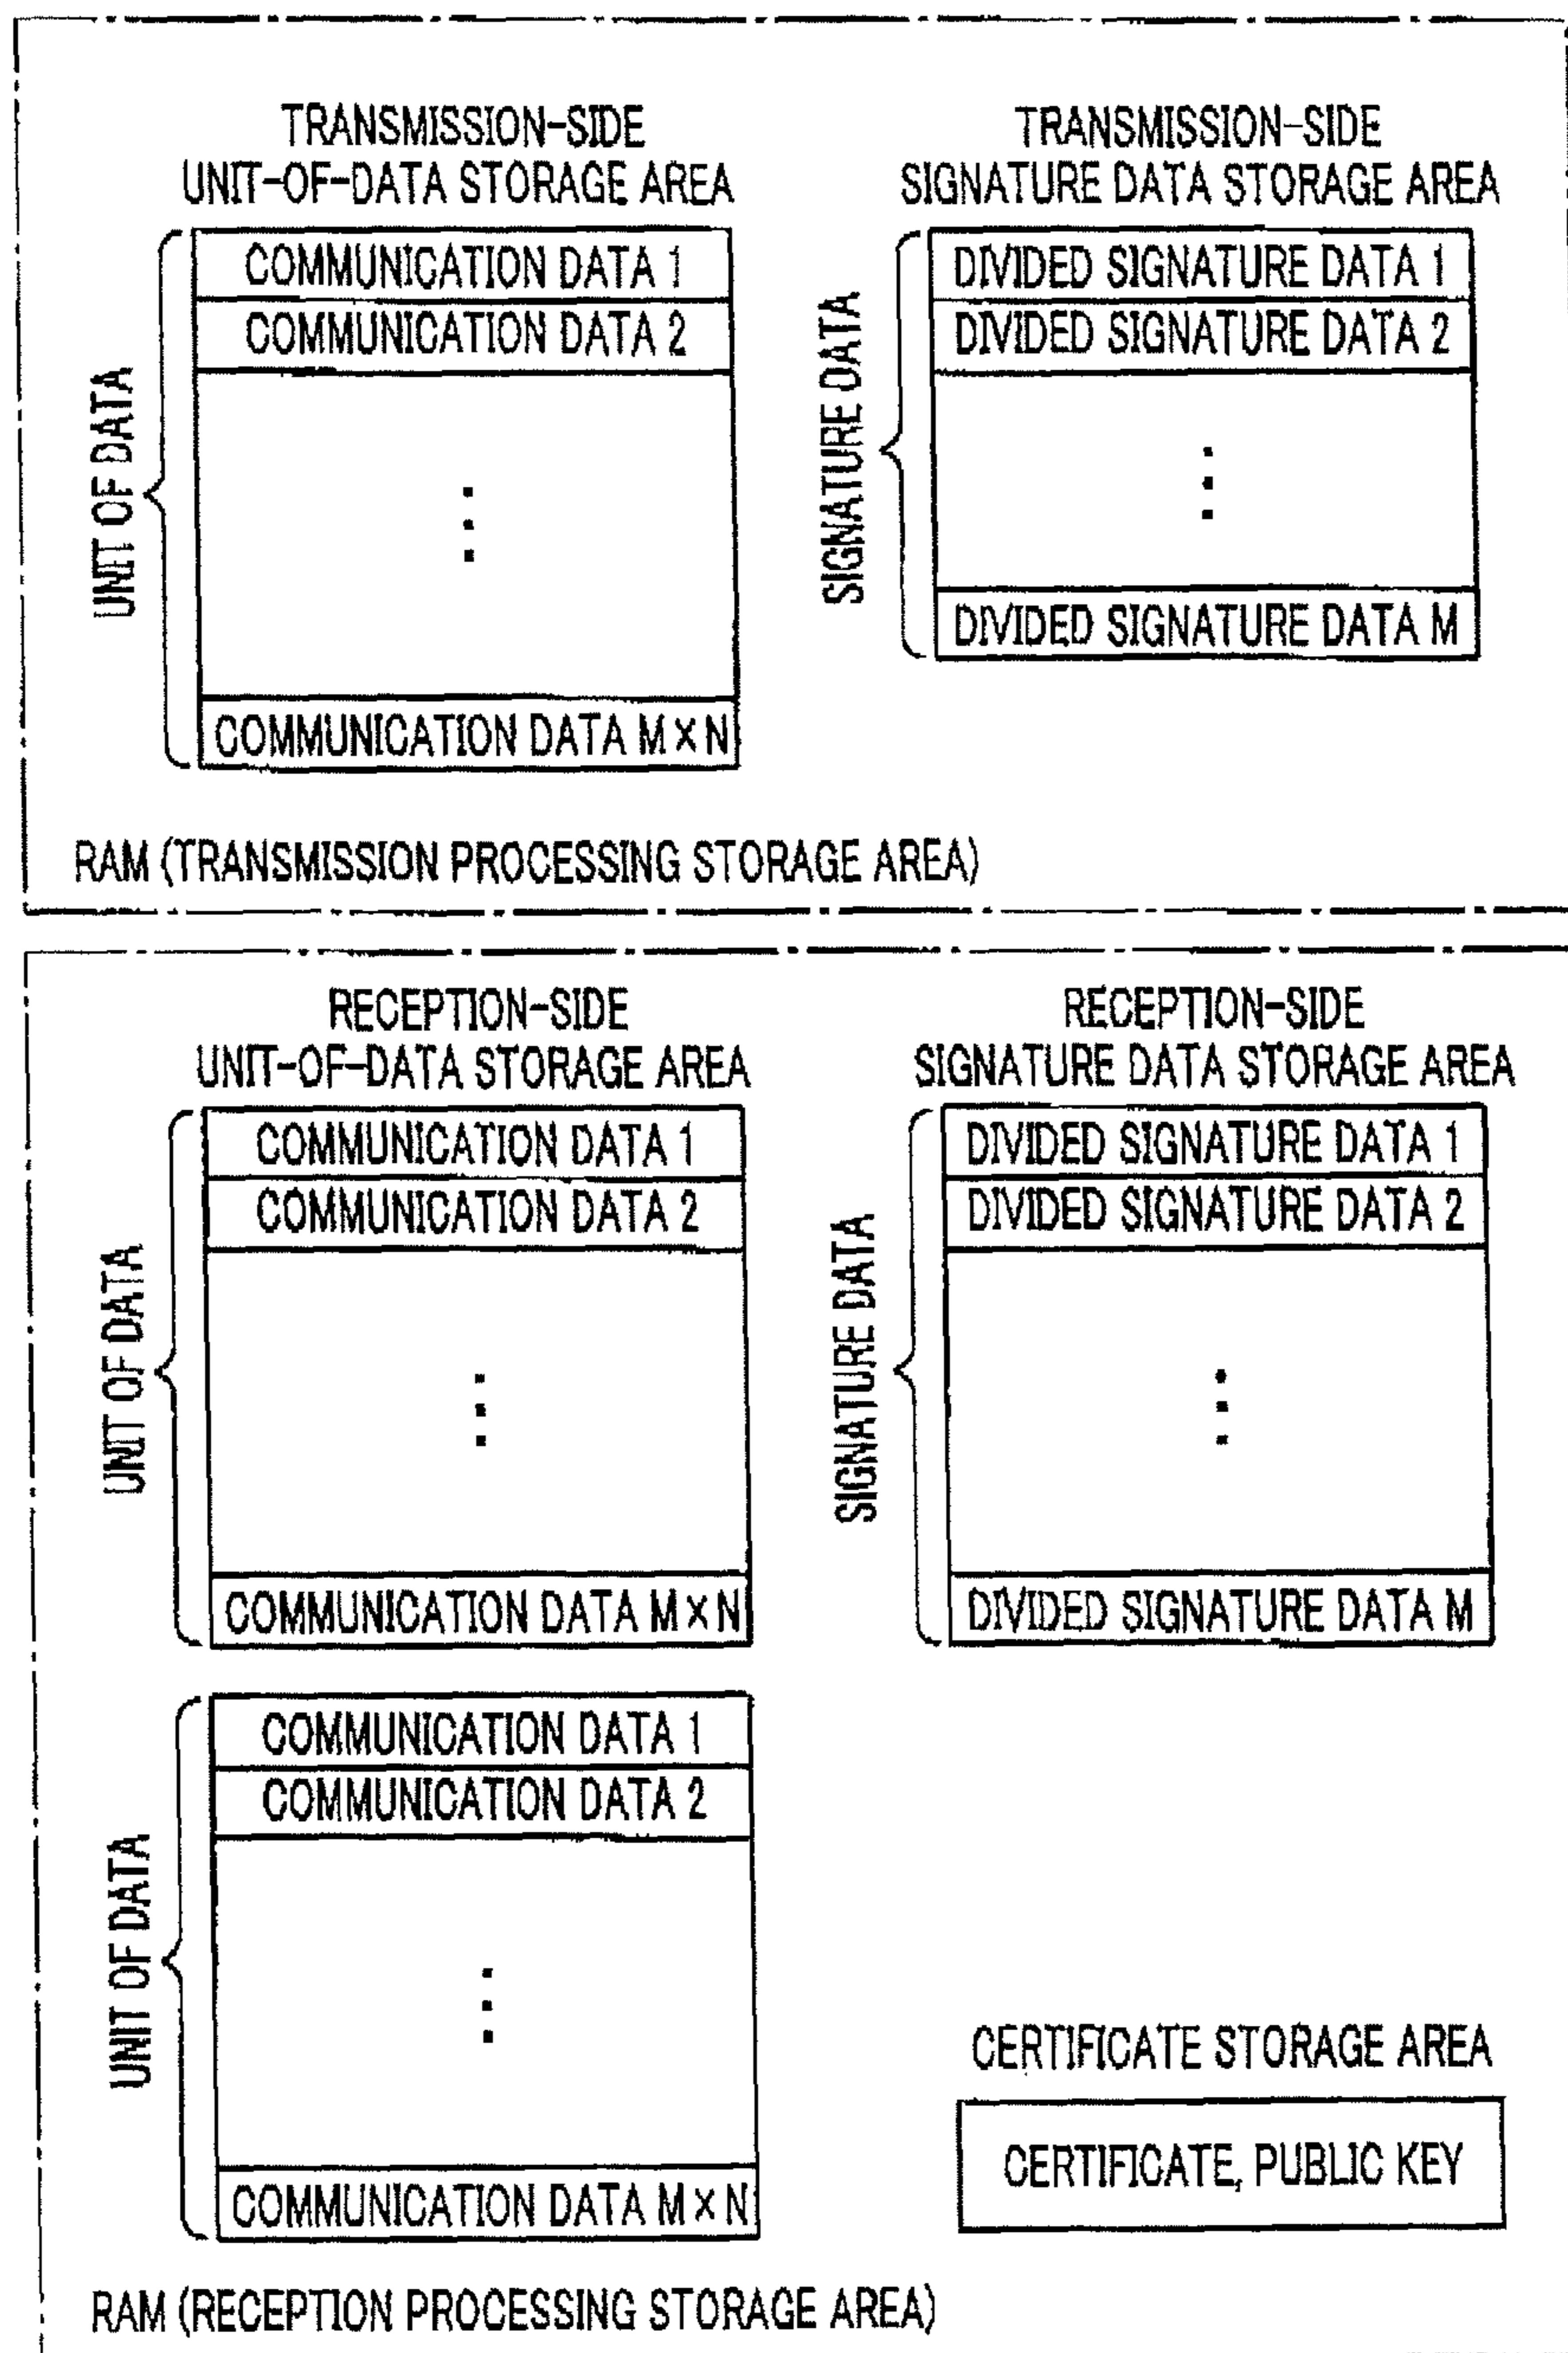 TRANSMISSION-SIDE
UNIT-OF-DATA STORAGE AREA
UNIT OF DATA
COMMUNICATION DATA 1
COMMUNICATION DATA 2
COMMUNICATION DATA M × N
TRANSMISSION-SIDE
SIGNATURE DATA STORAGE AREA
SIGNATURE DATA
DIVIDED SIGNATURE DATA 1
DIVIDED SIGNATURE DATA 2
DIVIDED SIGNATURE DATA M
RAM (TRANSMISSION PROCESSING STORAGE AREA)
RECEPTION-SIDE
UNIT-OF-DATA STORAGE AREA
UNIT OF DATA
COMMUNICATION DATA 1
COMMUNICATION DATA 2
COMMUNICATION DATA M × N
RECEPTION-SIDE
SIGNATURE DATA STORAGE AREA
SIGNATURE DATA
DIVIDED SIGNATURE DATA 1
DIVIDED SIGNATURE DATA 2
DIVIDED SIGNATURE DATA M
UNIT OF DATA
COMMUNICATION DATA 1
COMMUNICATION DATA 2
COMMUNICATION DATA M × N
CERTIFICATE STORAGE AREA
CERTIFICATE, PUBLIC KEY
RAM (RECEPTION PROCESSING STORAGE AREA)